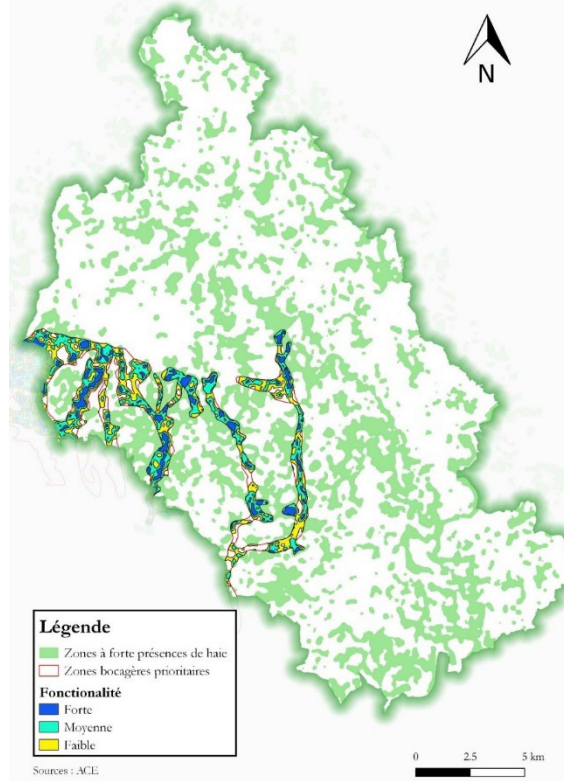 N
Légende
Zones à forte présences de haie
Zones bocagères prioritaires
Fonctionalité
Forte
Moyenne
Faible
Sources : ACE
0 2.5 5 km